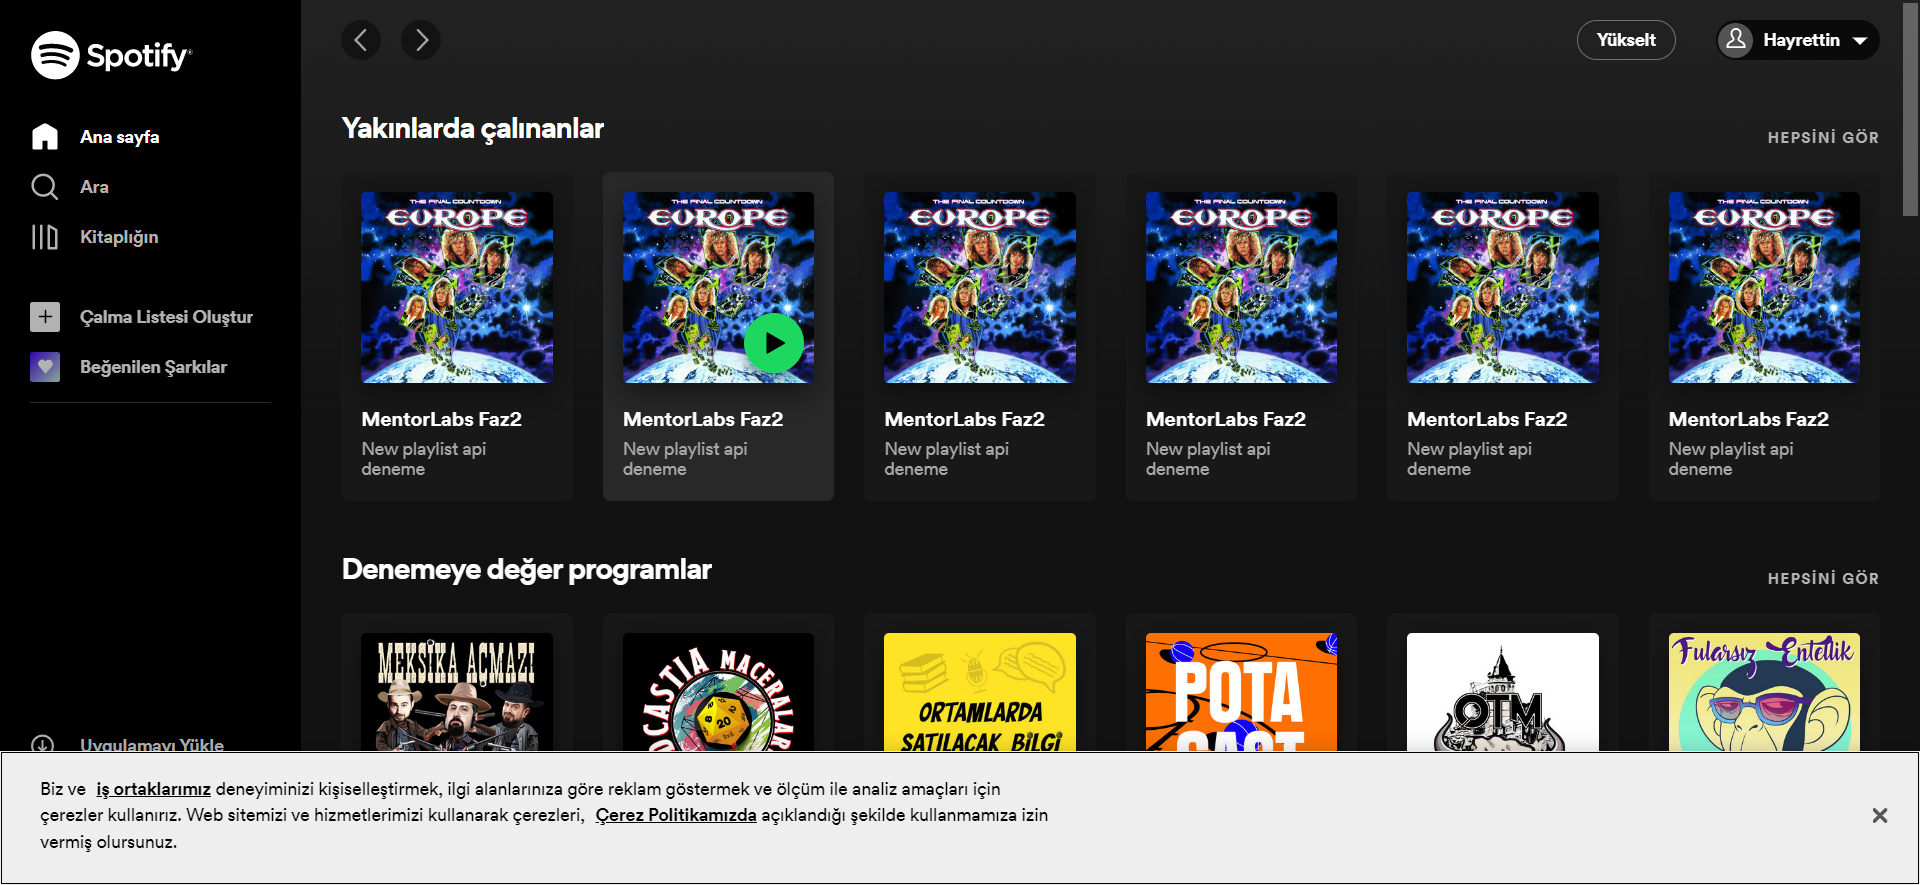 Spotify
Ana sayfa
Ara
Kitaplığın
Çalma Listesi Oluştur
Beğenilen Şarkılar
Uygulamayı Yükle
Yükselt
Hayrettin
Yakınlarda çalınanlar
HEPSİNİ GÖR
THE FINAL COUNTDOWN
EUROPE
MentorLabs Faz2
New playlist api
deneme
THE FINAL COUNTDOWN
EUROPE
MentorLabs Faz2
New playlist api
deneme
THE FINAL COUNTDOWN
EUROPE
MentorLabs Faz2
New playlist api
deneme
THE FINAL COUNTDOWN
EUROPE
MentorLabs Faz2
New playlist api
deneme
THE FINAL COUNTDOWN
EUROPE
MentorLabs Faz2
New playlist api
deneme
THE FINAL COUNTDOWN
EUROPE
MentorLabs Faz2
New playlist api
deneme
Denemeye değer programlar
HEPSİNİ GÖR
MEKSİKA AÇMAZI
MACERALAR
20
ORTAMLARDA
SATILACAK BİLGİ
POTA
CAST
OTM
Fularsız Entellik
Biz ve iş ortaklarımız deneyiminizi kişiselleştirmek, ilgi alanlarınıza göre reklam göstermek ve ölçüm ile analiz amaçları için
çerezler kullanırız. Web sitemizi ve hizmetlerimizi kullanarak çerezleri, Çerez Politikamızda açıklandığı şekilde kullanmamıza izin
vermiş olursunuz.